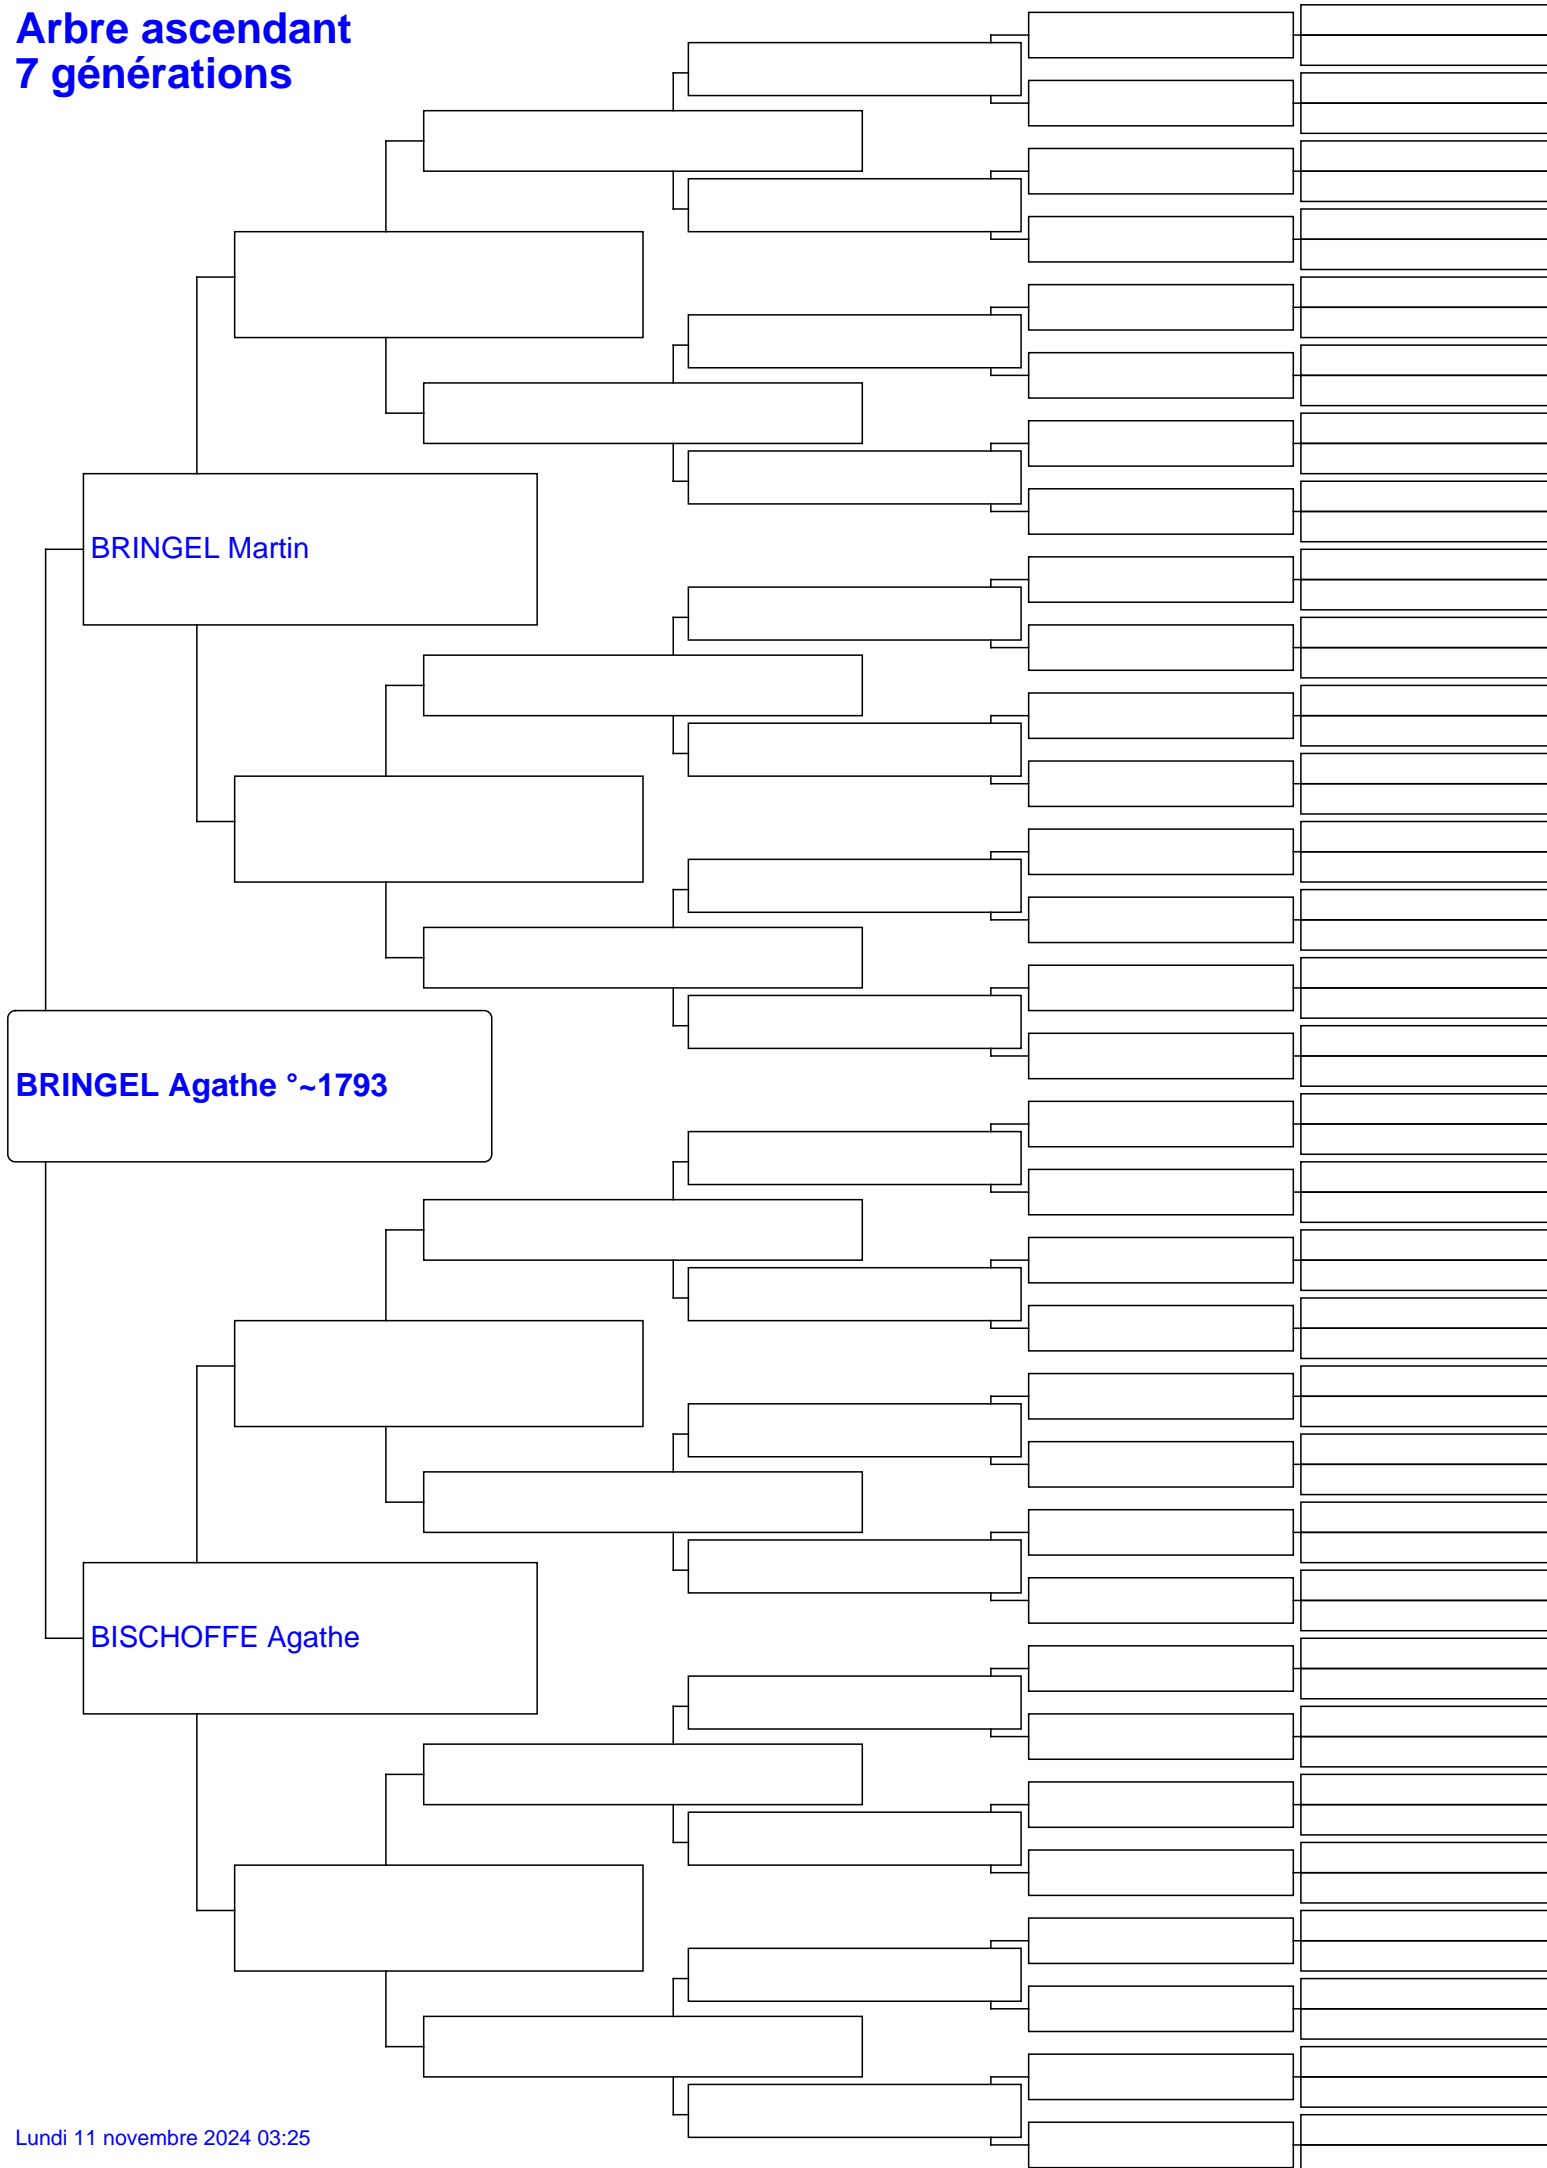 Arbre ascendant
7 générations
BRINGEL Martin
BRINGEL Agathe °~1793
BISCHOFFE Agathe
Lundi 11 novembre 2024 03:25